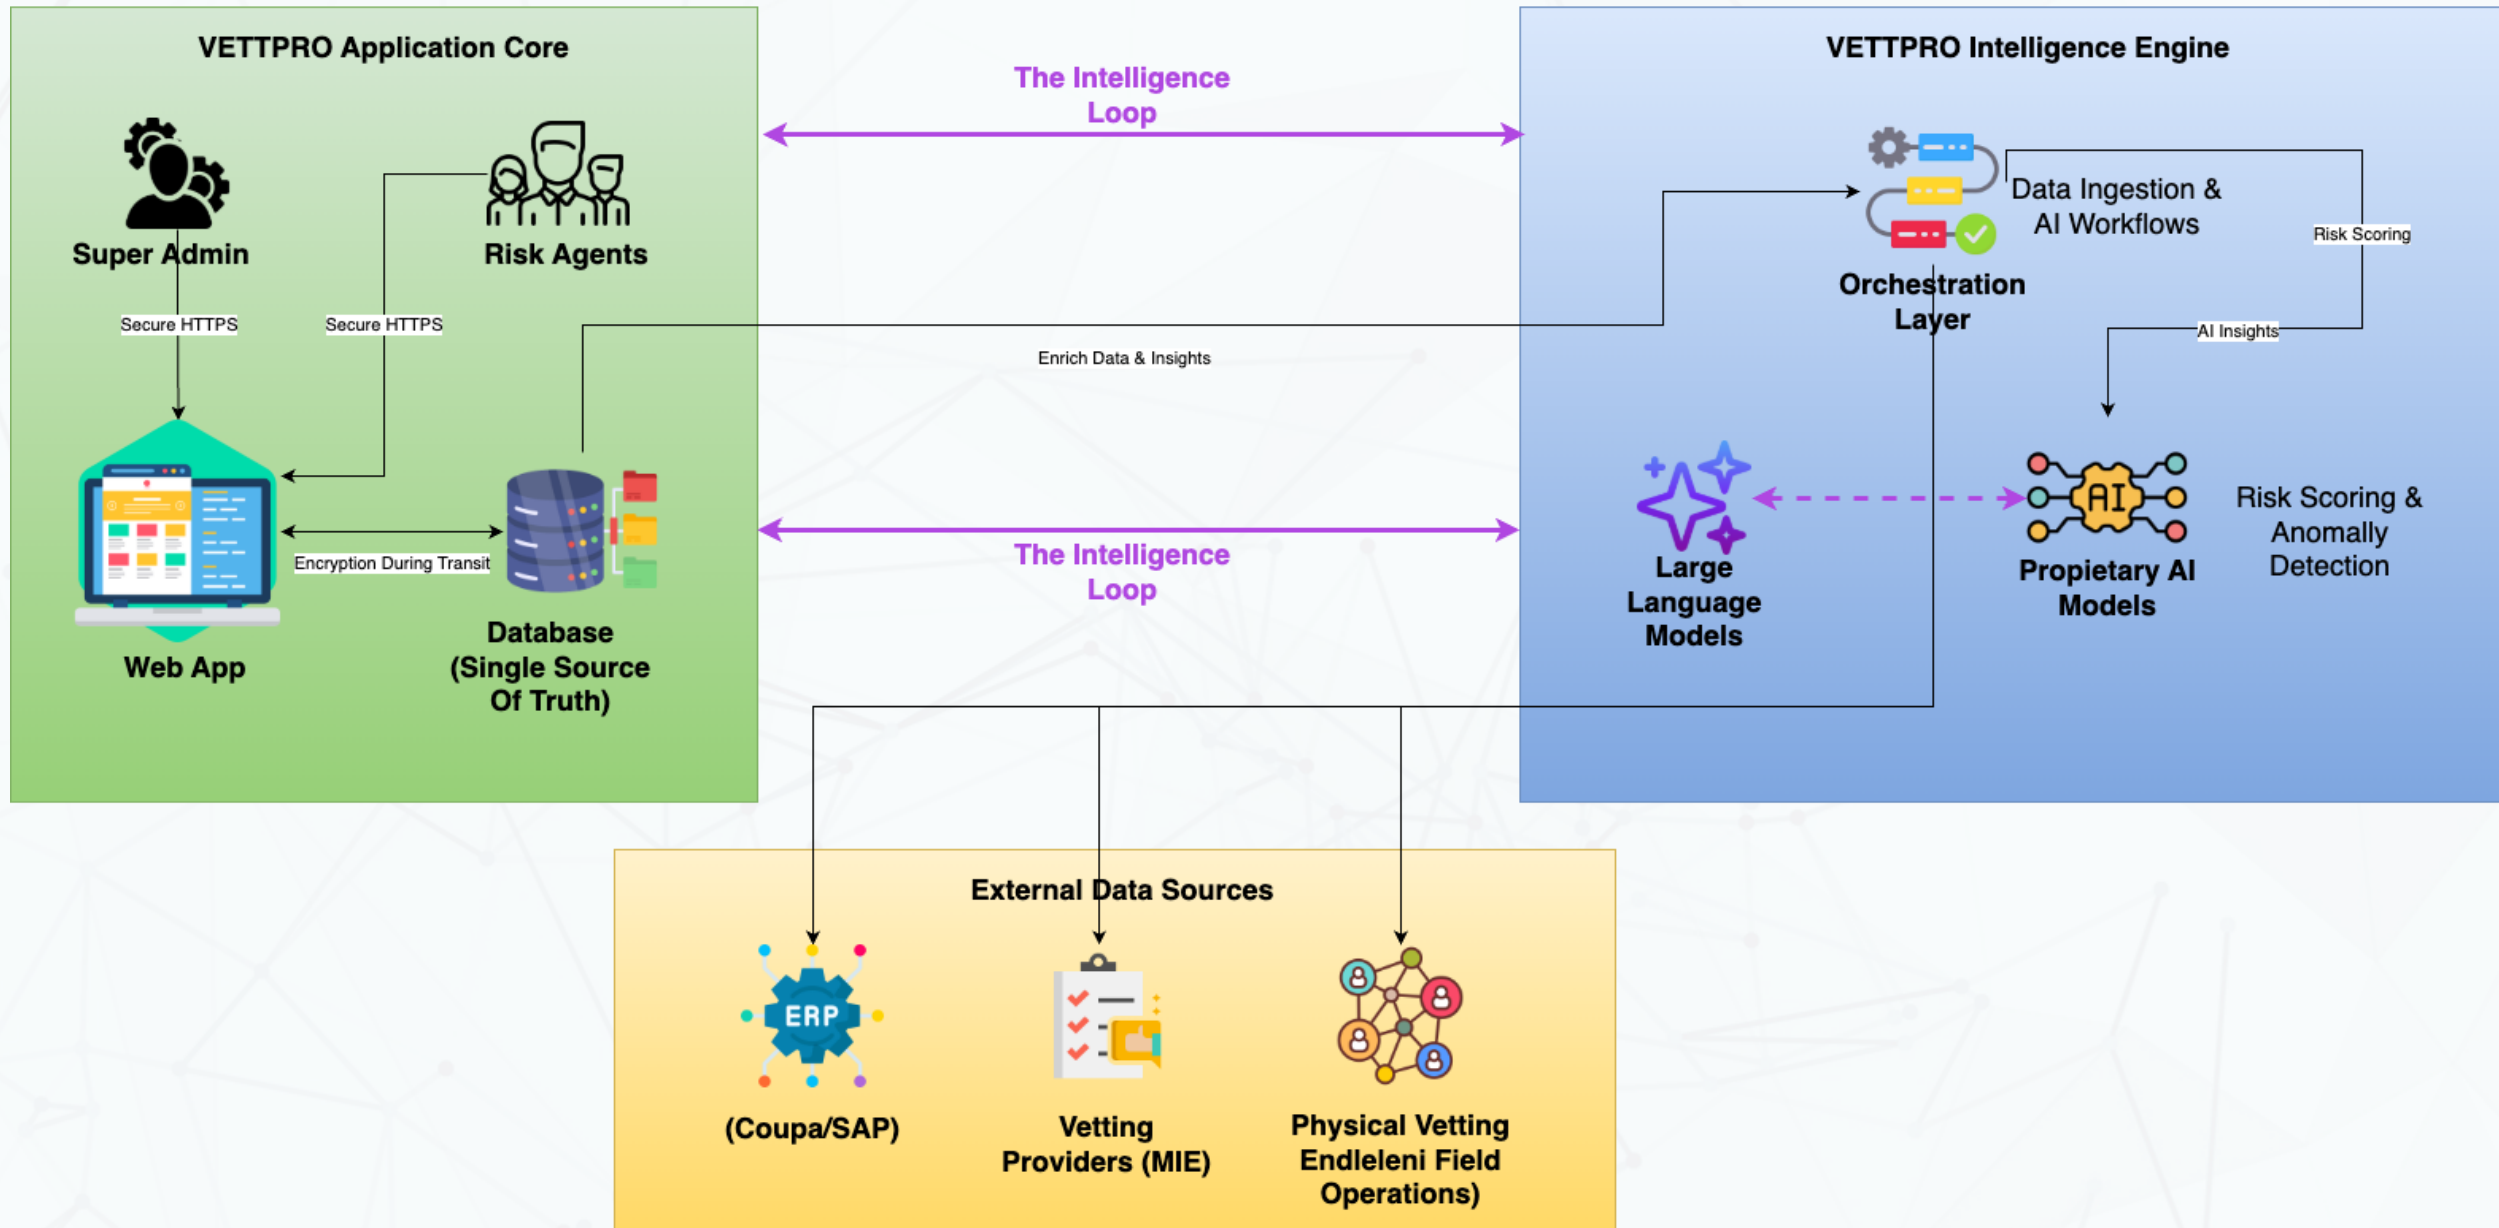 VETTPRO Application Core
Super Admin
Risk Agents
Secure HTTPS
Secure HTTPS
Encryption During Transit
Web App
Database
(Single Source
Of Truth)
The Intelligence
Loop
Enrich Data & Insights
The Intelligence
Loop
VETTPRO Intelligence Engine
Data Ingestion &
AI Workflows
Orchestration
Layer
Risk Scoring
AI Insights
Large
Language
Models
AI
Propietary AI
Models
Risk Scoring &
Anomally
Detection
External Data Sources
ERP
(Coupa/SAP)
Vetting
Providers (MIE)
Physical Vetting
Endleleni Field
Operations)